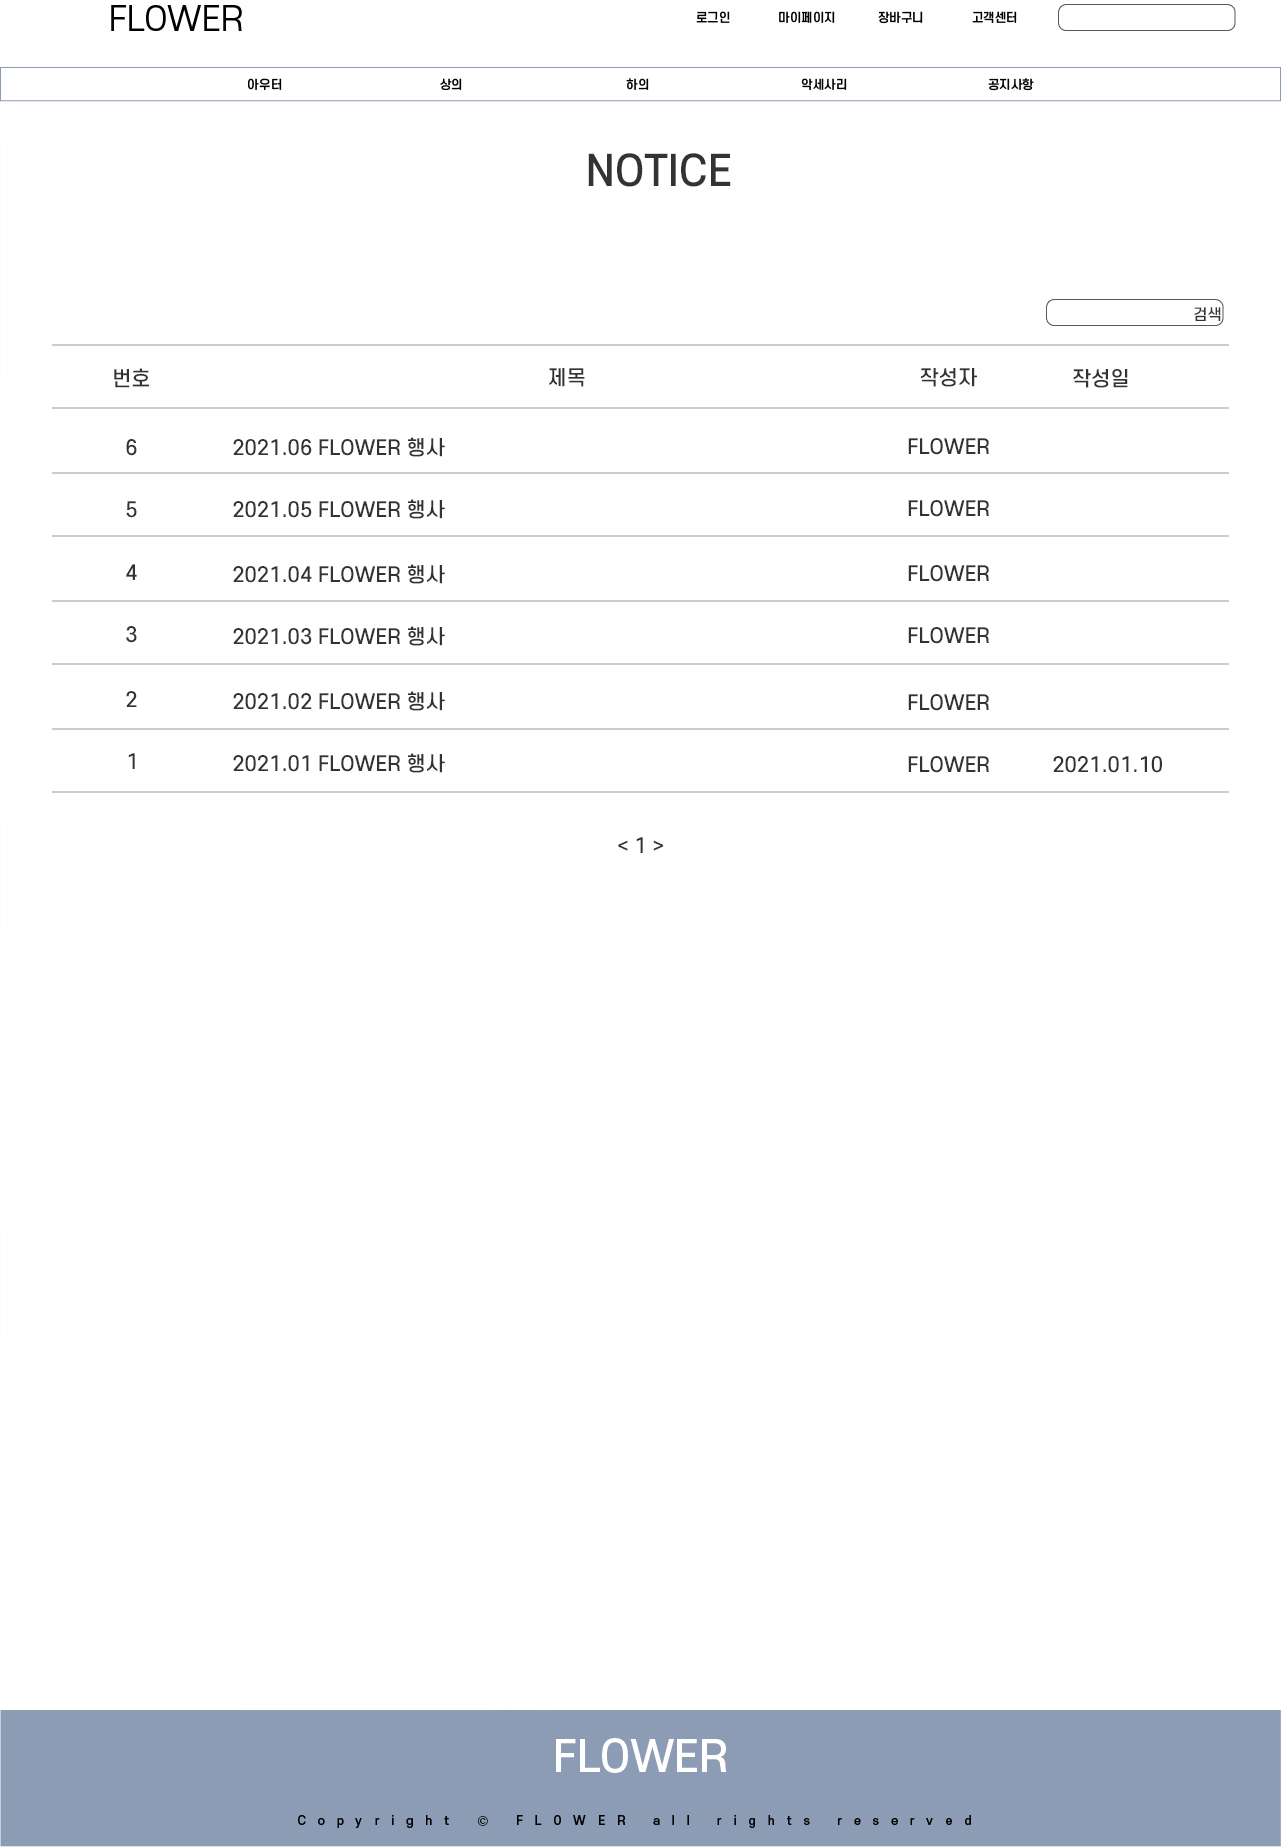 FLOWER 로그인 마이페이지 장바구니 고객센터
아우터 상의 하의 악세사리 공지사항
NOTICE
검색
번호 제목 작성자 작성일
6 2021.06 FLOWER 행사 FLOWER
5 2021.05 FLOWER 행사 FLOWER
4 2021.04 FLOWER 행사 FLOWER
3 2021.03 FLOWER 행사 FLOWER
2 2021.02 FLOWER 행사 FLOWER
1 2021.01 FLOWER 행사 FLOWER 2021.01.10
< 1 >
FLOWER
Copyright © FLOWER all rights reserved